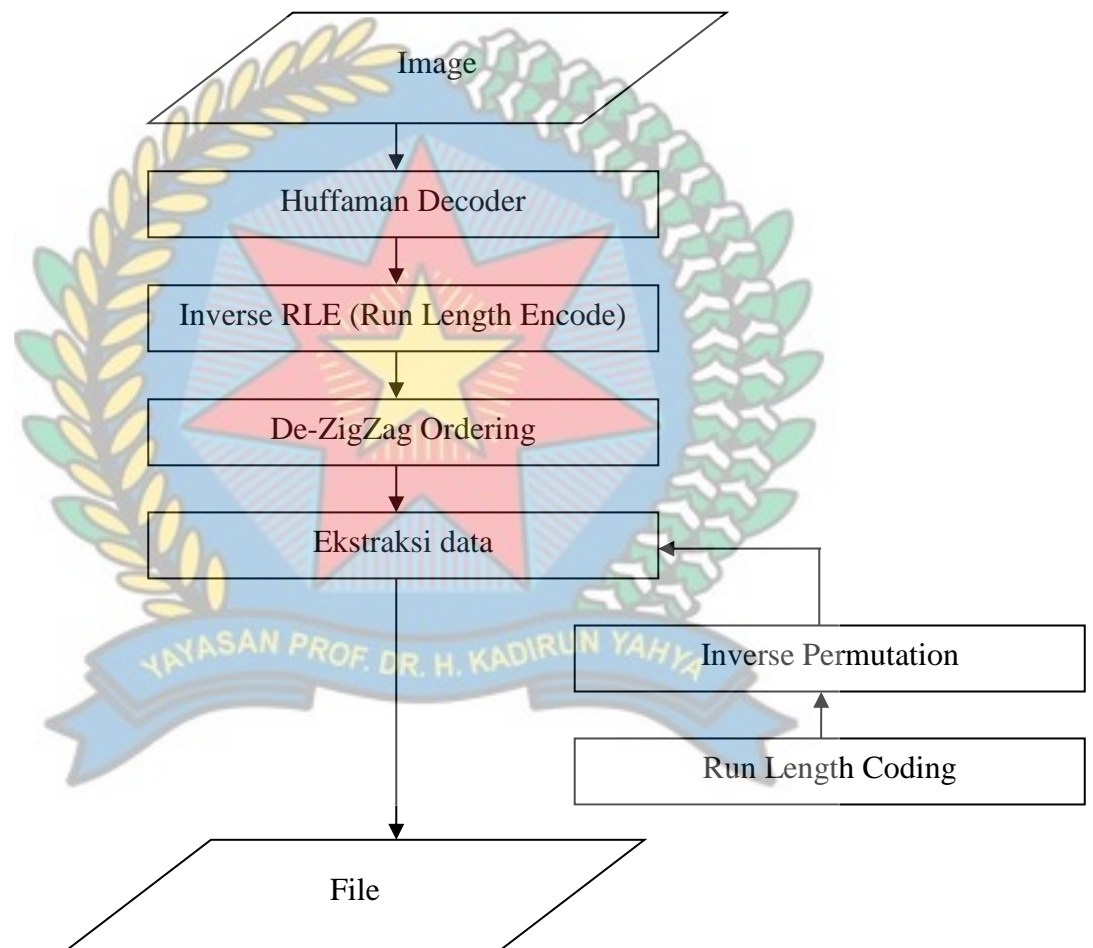 Image
Huffaman Decoder
Inverse RLE (Run Length Encode)
De-ZigZag Ordering
Ekstraksi data
YAYASAN PROF. DR. H. KADIRUN YAHYA
Inverse Permutation
Run Length Coding
File